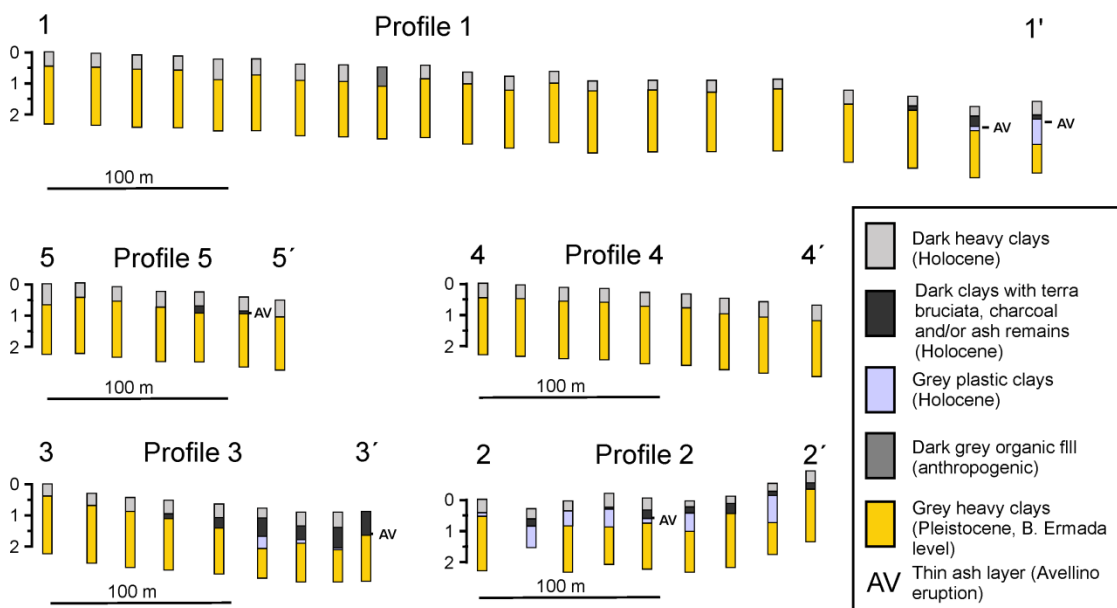 1 Profile 1 1'
0
1
2
AV
AV
100 m
5 Profile 5 5´
0
1
2
AV
100 m
4 Profile 4 4´
0
1
2
100 m
3 Profile 3 3´
0
1
2
AV
100 m
2 Profile 2 2´
0
1
2
AV
100 m
Dark heavy clays
(Holocene)
Dark clays with terra
bruciata, charcoal
and/or ash remains
(Holocene)
Grey plastic clays
(Holocene)
Dark grey organic fIll
(anthropogenic)
Grey heavy clays
(Pleistocene, B. Ermada
level)
AV Thin ash layer (Avellino
eruption)